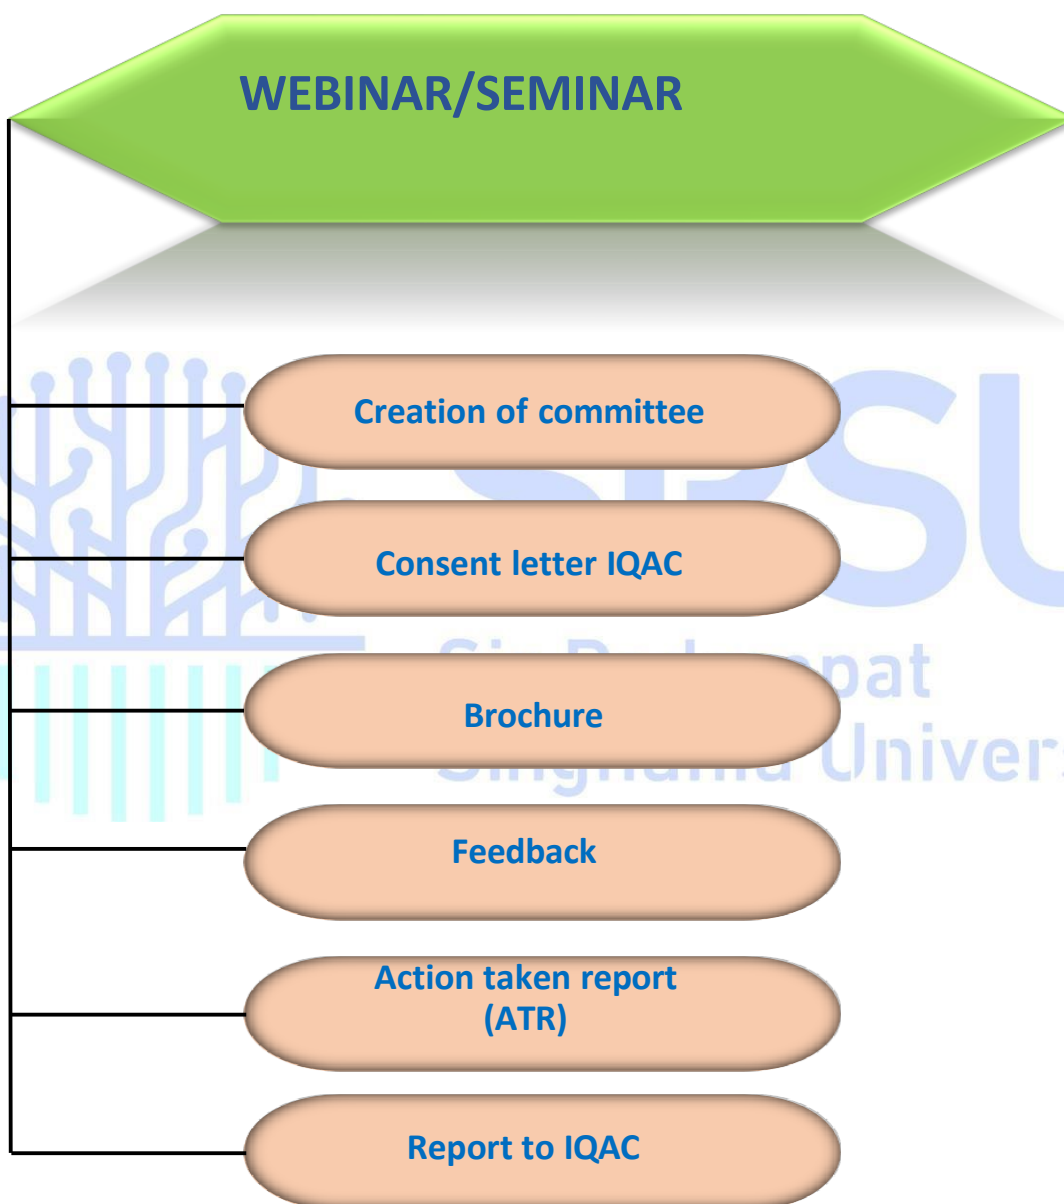 WEBINAR/SEMINAR
Creation of committee
Consent letter IQAC
Brochure
Feedback
Action taken report
(ATR)
Report to IQAC